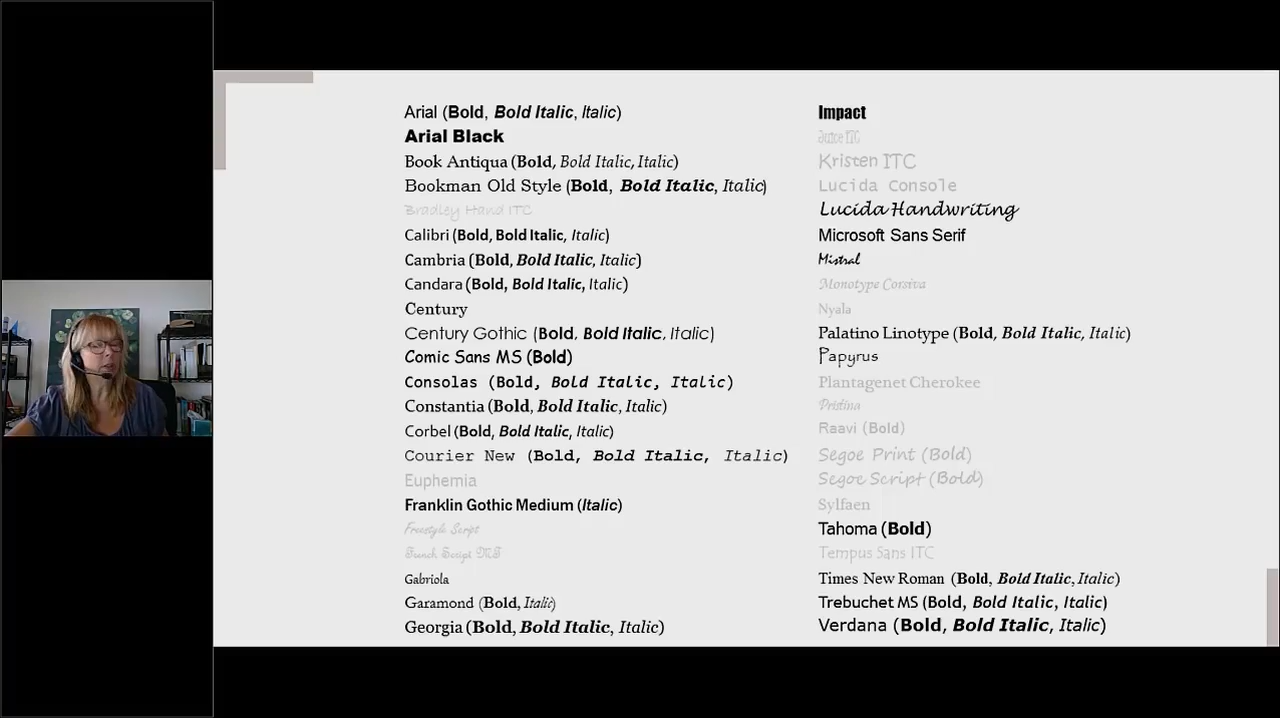 Arial (Bold, Bold Italic, Italic)
Arial Black
Book Antiqua (Bold, Bold Italic, Italic)
Bookman Old Style (Bold, Bold Italic, Italic)
Bradley Hand ITC
Calibri (Bold, Bold Italic, Italic)
Cambria (Bold, Bold Italic, Italic)
Candara (Bold, Bold Italic, Italic)
Century
Century Gothic (Bold, Bold Italic, Italic)
Comic Sans MS (Bold)
Consolas (Bold, Bold Italic, Italic)
Constantia (Bold, Bold Italic, Italic)
Corbel (Bold, Bold Italic, Italic)
Courier New (Bold, Bold Italic, Italic)
Euphemia
Franklin Gothic Medium (Italic)
Freestyle Script
French Script MT
Gabriola
Garamond (Bold, Italic)
Georgia (Bold, Bold Italic, Italic)
Impact
Juice ITC
Kristen ITC
Lucida Console
Lucida Handwriting
Microsoft Sans Serif
Mistral
Monotype Corsiva
Nyala
Palatino Linotype (Bold, Bold Italic, Italic)
Papyrus
Plantagenet Cherokee
Pristina
Raavi (Bold)
Segoe Print (Bold)
Segoe Script (Bold)
Sylfaen
Tahoma (Bold)
Tempus Sans ITC
Times New Roman (Bold, Bold Italic, Italic)
Trebuchet MS (Bold, Bold Italic, Italic)
Verdana (Bold, Bold Italic, Italic)